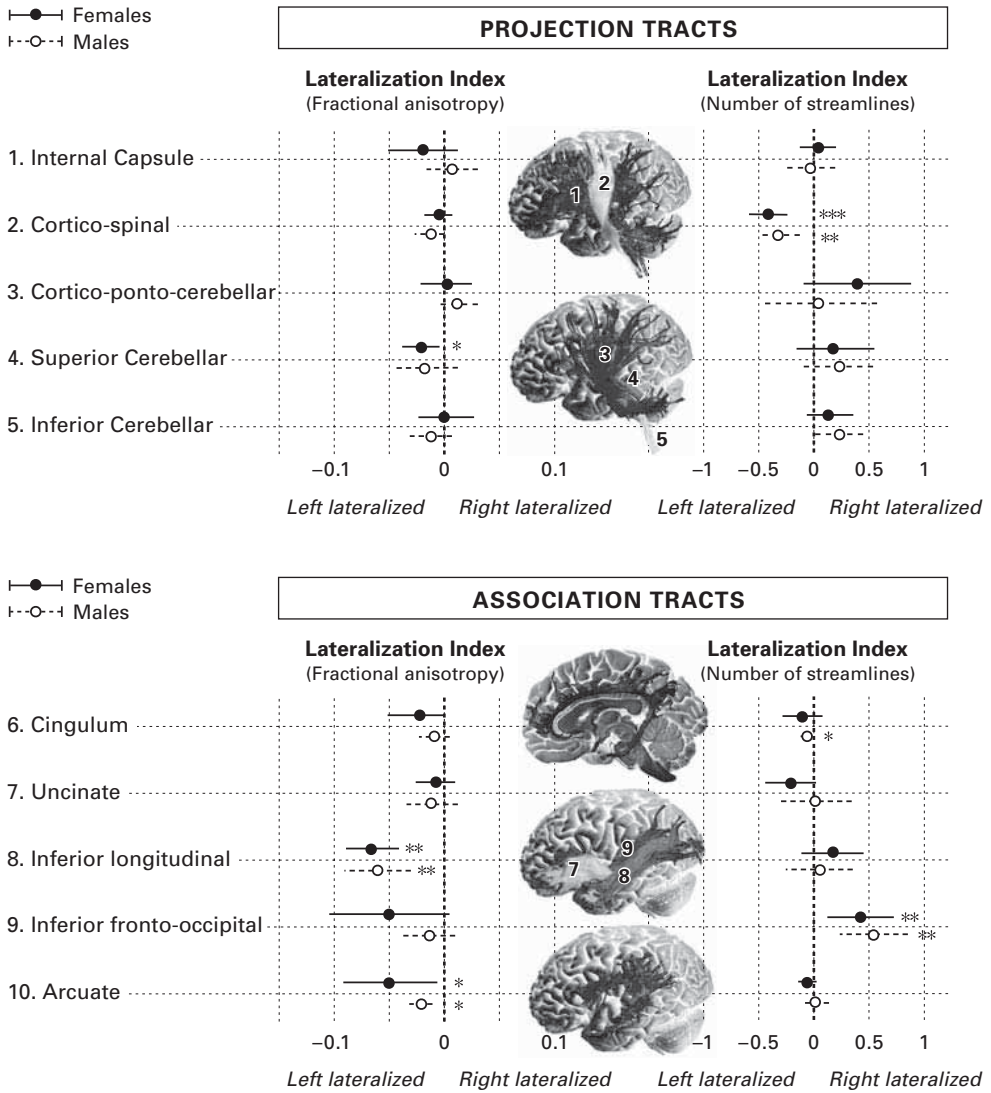 Females
Males
PROJECTION TRACTS
Lateralization Index
(Fractional anisotropy)
Lateralization Index
(Number of streamlines)
1. Internal Capsule
1
2
2. Cortico-spinal
***
**
3. Cortico-ponto-cerebellar
4. Superior Cerebellar
*
3
4
5. Inferior Cerebellar
5
−0.1 0 0.1 −1 −0.5 0 0.5 1
Left lateralized Right lateralized Left lateralized Right lateralized
Females
Males
ASSOCIATION TRACTS
Lateralization Index
(Fractional anisotropy)
Lateralization Index
(Number of streamlines)
6. Cingulum
*
7. Uncinate
8. Inferior longitudinal
**
**
9
7
8
9. Inferior fronto-occipital
**
**
10. Arcuate
*
*
−0.1 0 0.1 −1 −0.5 0 0.5 1
Left lateralized Right lateralized Left lateralized Right lateralized